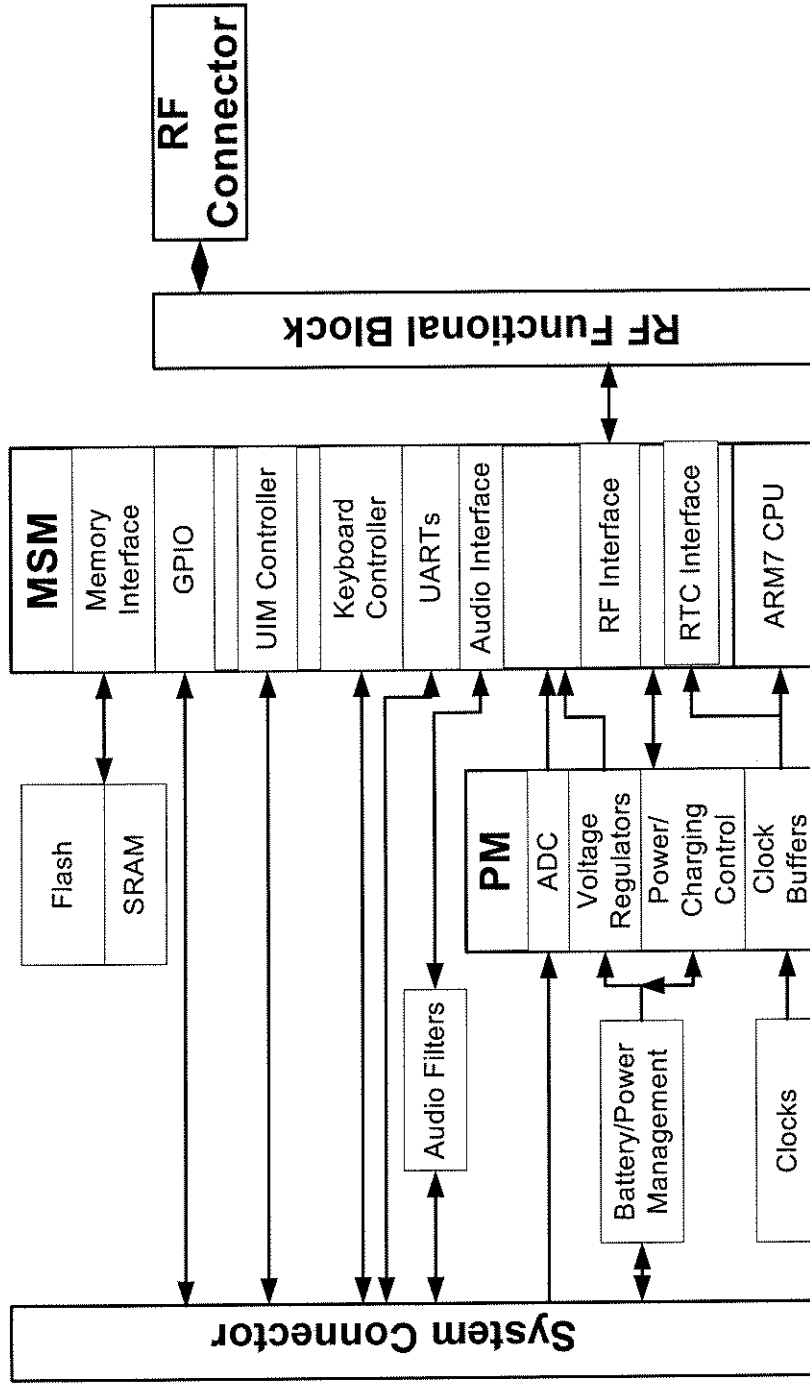 System Connector
Flash
SRAM
Audio Filters
Battery/Power
Management
Clocks
PM
ADC
Voltage
Regulators
Power/
Charging
Control
Clock
Buffers
MSM
Memory
Interface
GPIO
UIM Controller
Keyboard
Controller
UARTs
Audio Interface
RF Interface
RTC Interface
ARM7 CPU
RF Functional Block
RF
Connector